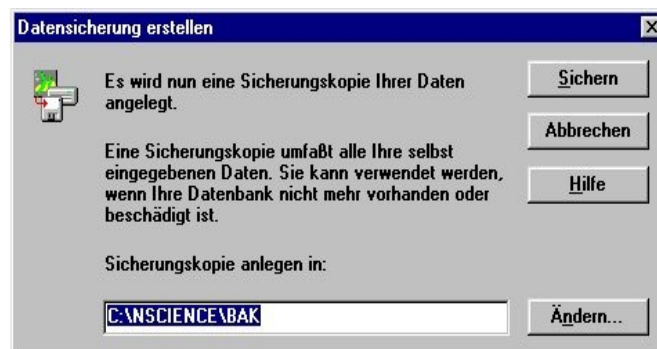 Datensicherung erstellen
Es wird nun eine Sicherungskopie Ihrer Daten
angelegt.
Eine Sicherungskopie umfaßt alle Ihre selbst
eingegebenen Daten. Sie kann verwendet werden,
wenn Ihre Datenbank nicht mehr vorhanden oder
beschädigt ist.
Sicherungskopie anlegen in:
C:\NSCIENCE\BAK
Sichern
Abbrechen
Hilfe
Ändern...